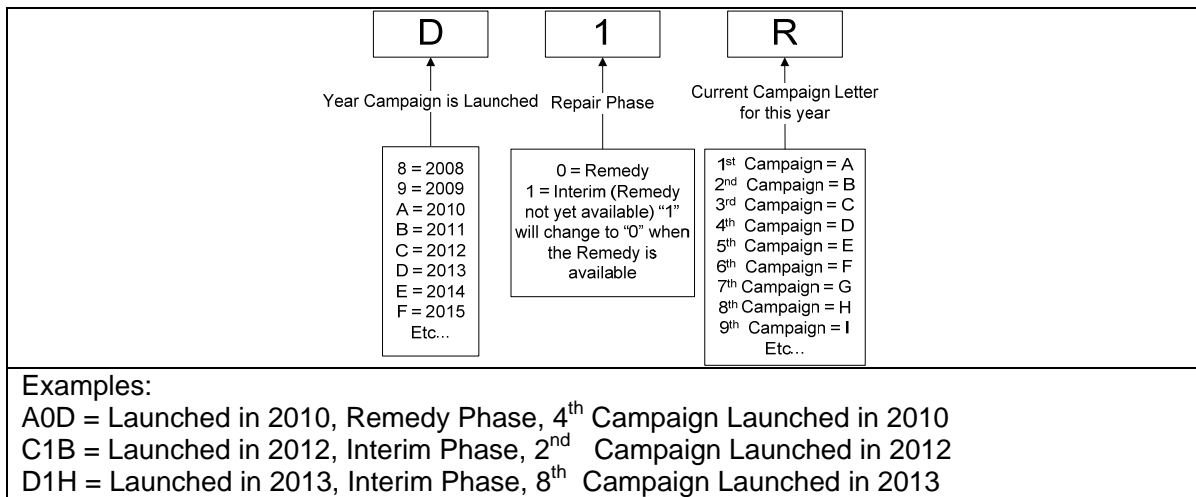 D 1 R
Year Campaign is Launched
Repair Phase
Current Campaign Letter
for this year
8 = 2008
9 = 2009
A = 2010
B = 2011
C = 2012
D = 2013
E = 2014
F = 2015
Etc...
0 = Remedy
1 = Interim (Remedy
not yet available) “1”
will change to “0” when
the Remedy is
available
1st Campaign = A
2nd Campaign = B
3rd Campaign = C
4th Campaign = D
5th Campaign = E
6th Campaign = F
7th Campaign = G
8th Campaign = H
9th Campaign = I
Etc...
Examples:
A0D = Launched in 2010, Remedy Phase, 4th Campaign Launched in 2010
C1B = Launched in 2012, Interim Phase, 2nd Campaign Launched in 2012
D1H = Launched in 2013, Interim Phase, 8th Campaign Launched in 2013